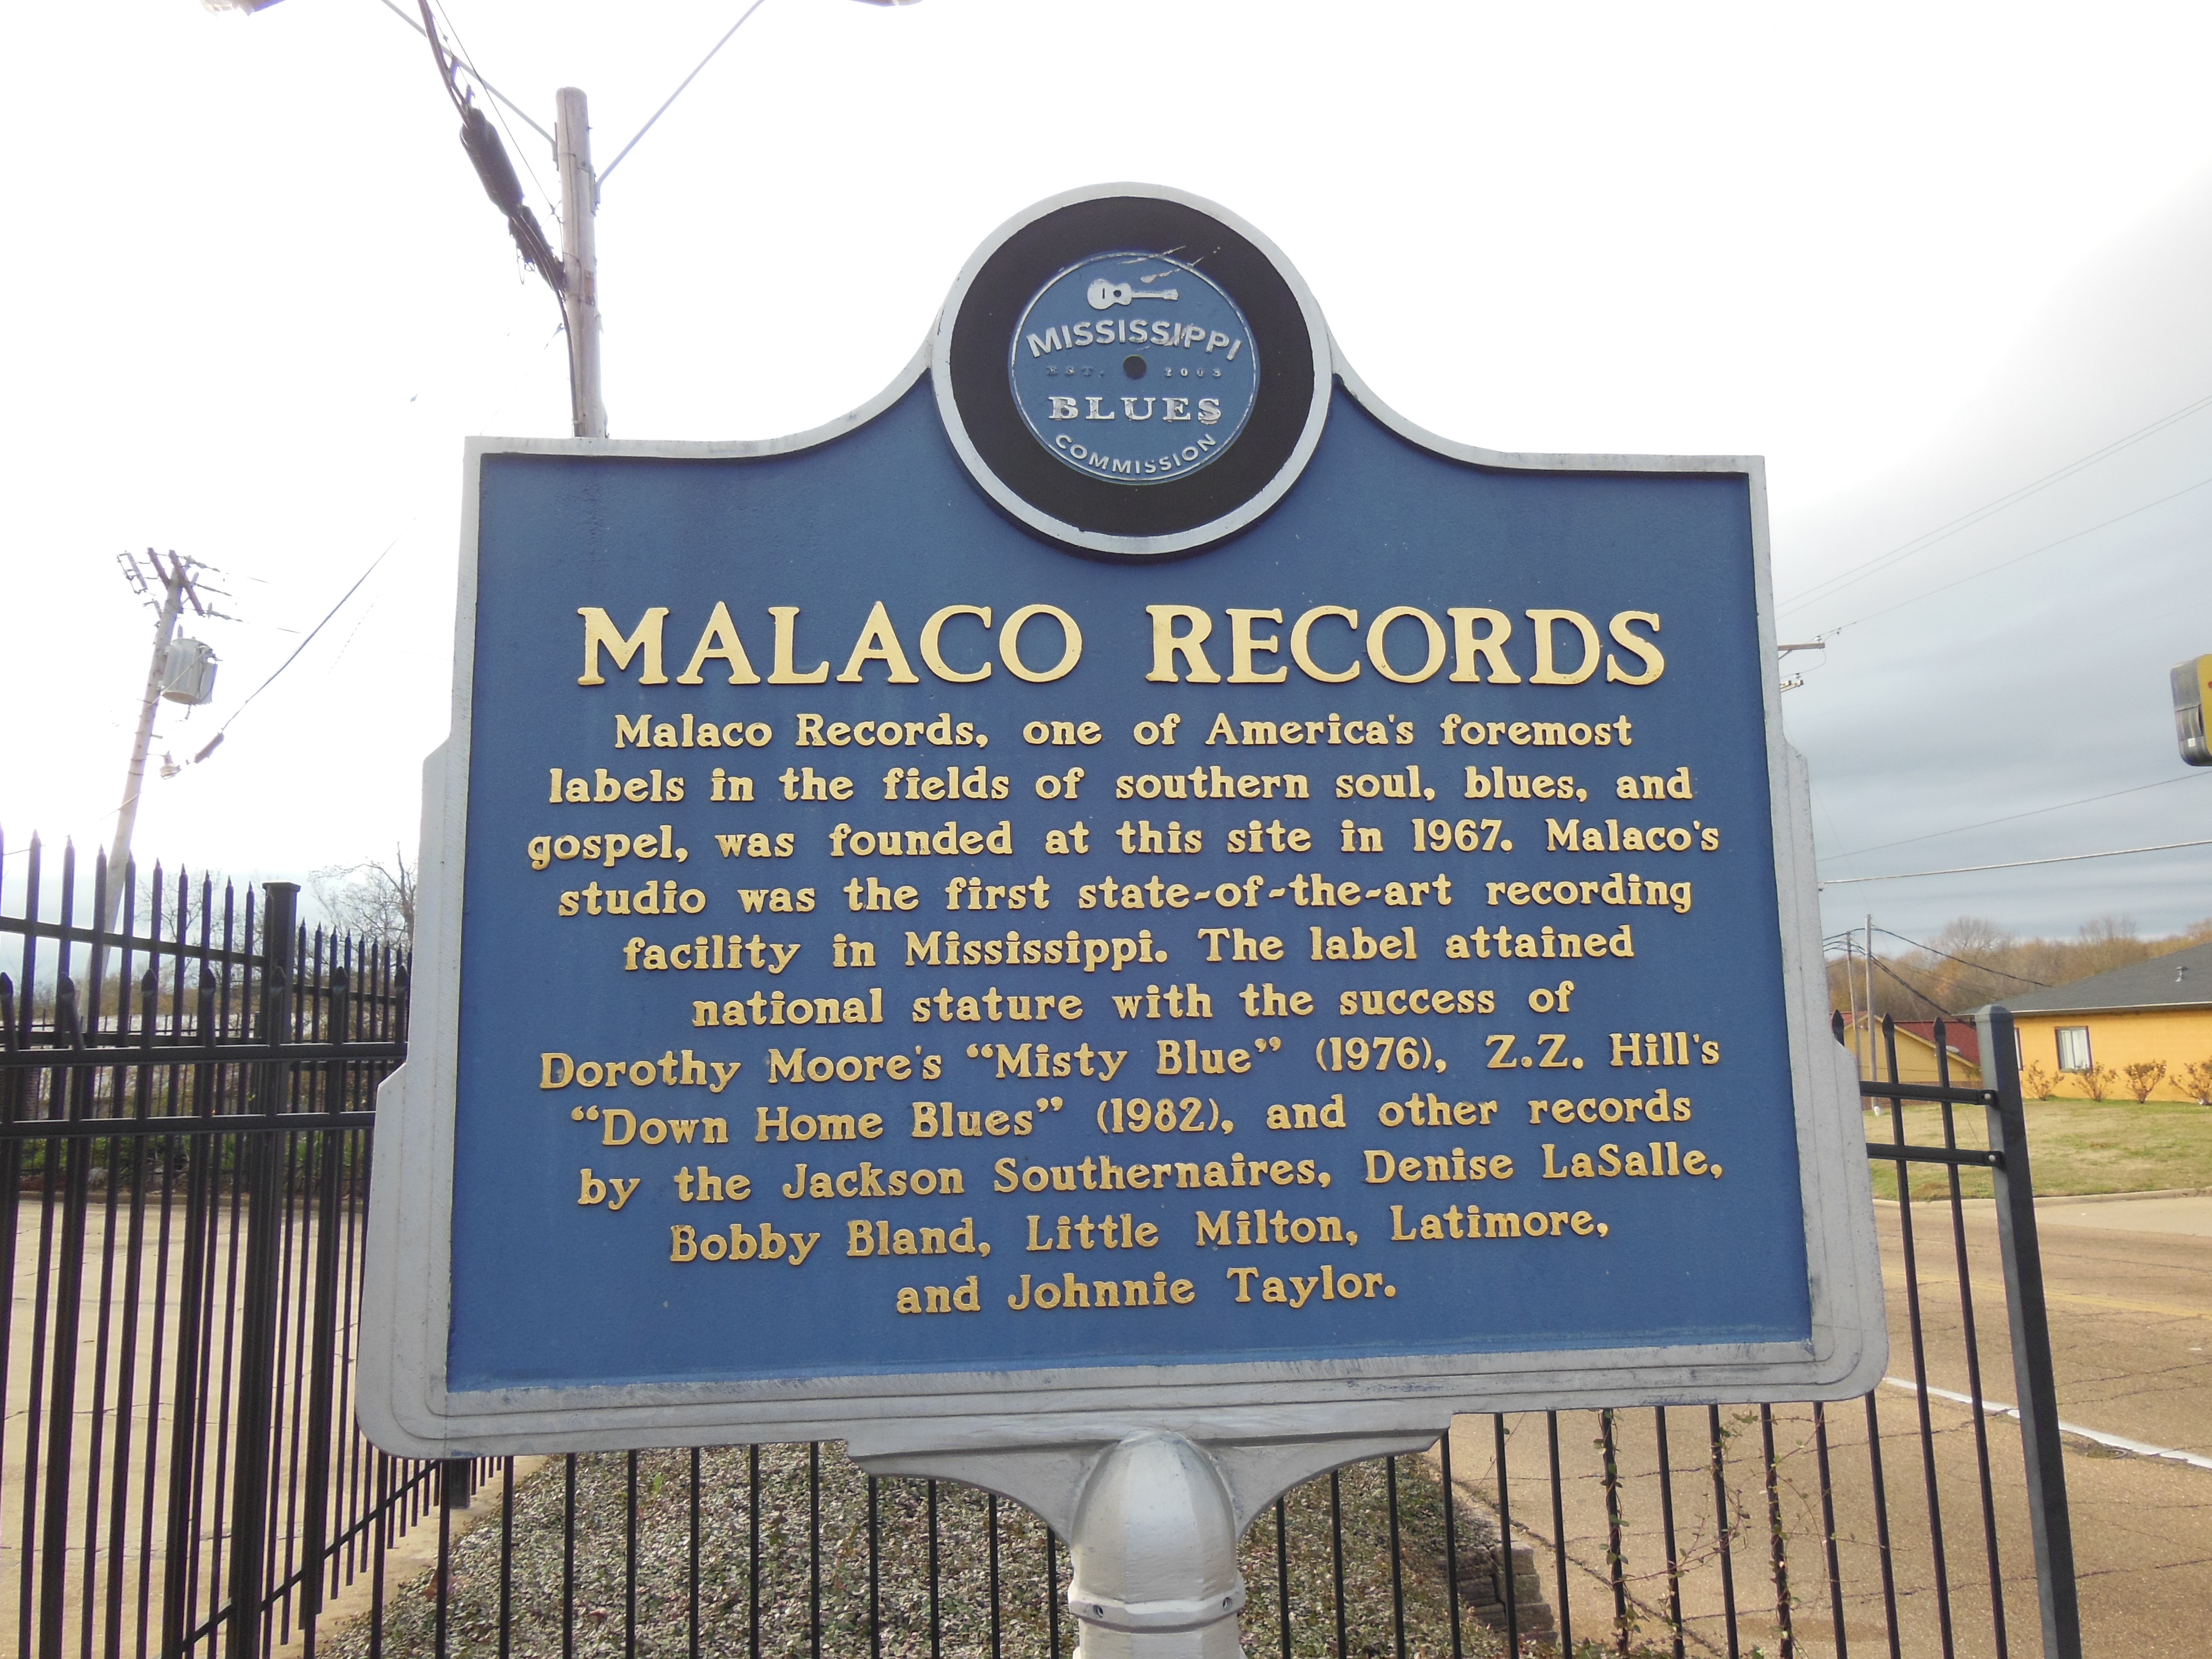 MISSISSIPPI
EST. 2003
BLUES
COMMISSION
MALACO RECORDS
Malaco Records, one of America's foremost
labels in the fields of southern soul, blues, and
gospel, was founded at this site in 1967. Malaco's
studio was the first state-of-the-art recording
facility in Mississippi. The label attained
national stature with the success of
Dorothy Moore's “Misty Blue” (1976), Z.Z. Hill's
“Down Home Blues” (1982), and other records
by the Jackson Southernaires, Denise LaSalle,
Bobby Bland, Little Milton, Latimore,
and Johnnie Taylor.